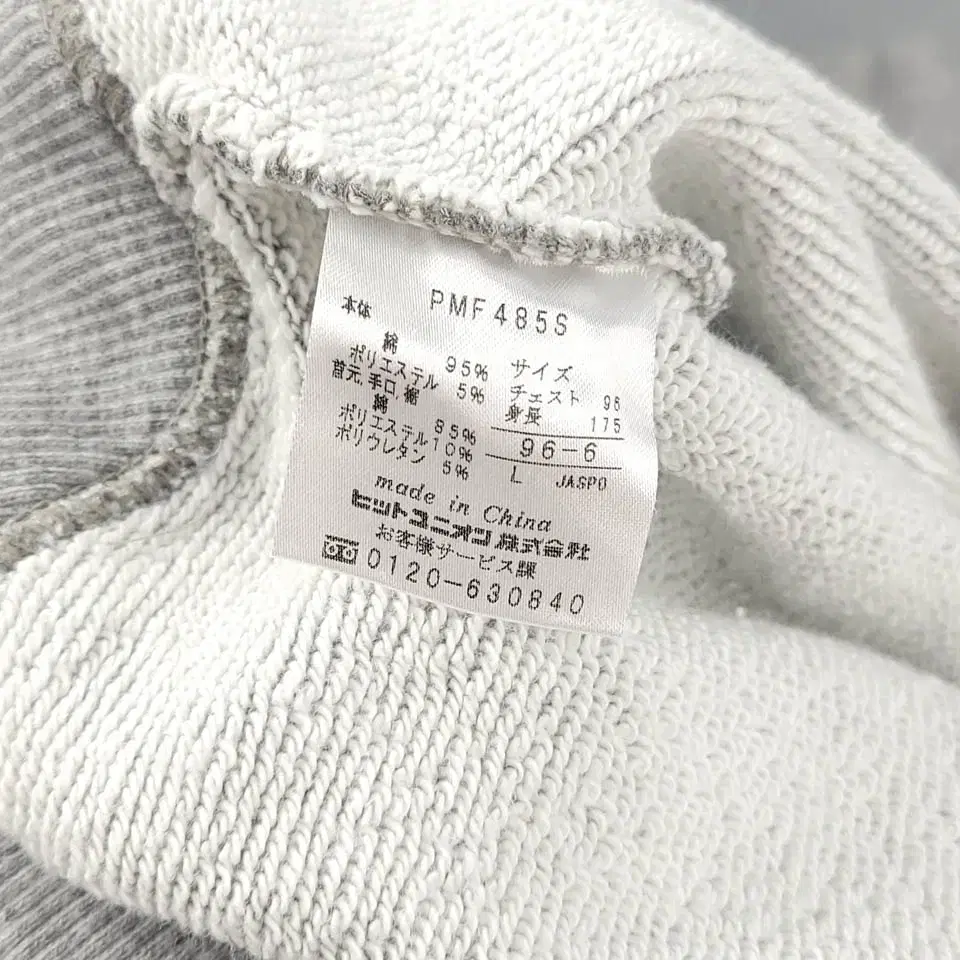 PMF485S
本体
綿 95%
ポリエステル 5%
首元,手口,裾
綿 85%
ポリエステル 10%
ポリウレタン 5%
サイズ
チェスト 96
身長 175
96-6
L JASPO
made in China
ヒットユニオン株式会社
お客様サービス課
0120-630840